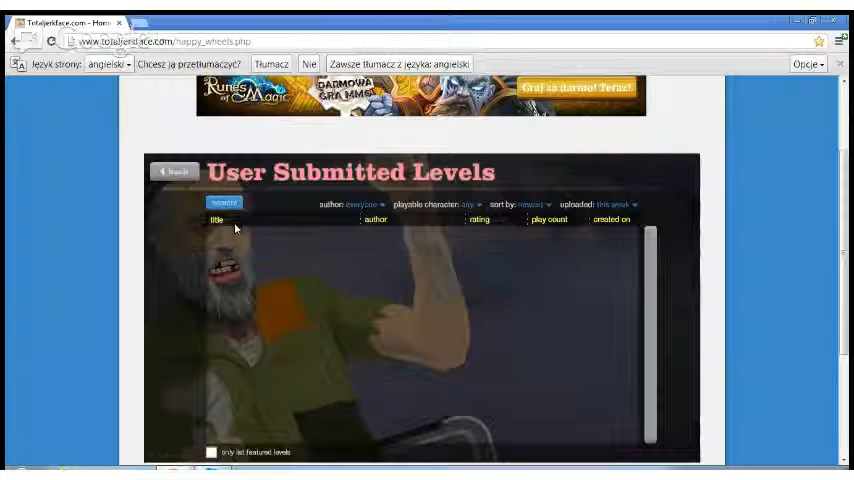 Totaljerkface.com - Hom
www.totaljerkface.com/happy_wheels.php
Język strony: angielski Chcesz ją przetłumaczyć? Tłumacz Nie Zawsze tłumacz z języka: angielski Opcje
Runes of Magic
DARMOWA GRA MMO
Graj za darmo! Teraz!
User Submitted Levels
search!
author: everyone playable character: any sort by: newest uploaded: this week
title author rating play count created on
only list featured levels